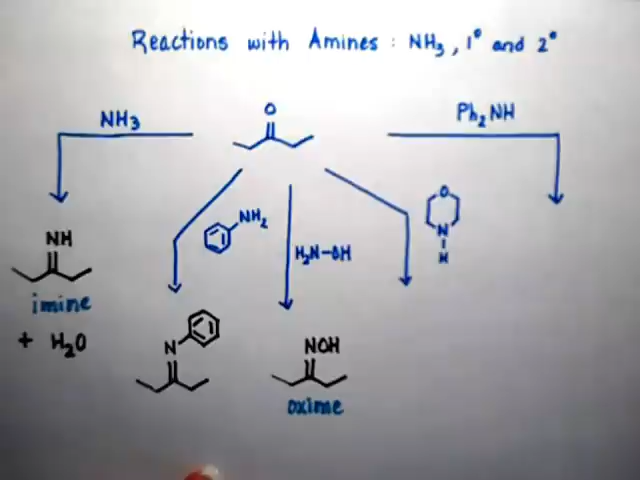 Reactions with Amines : NH3, 1° and 2°
O
NH3
Ph2NH
NH2
O
N
H
H2N-OH
NH
imine
+ H2O
N
NOH
oxime